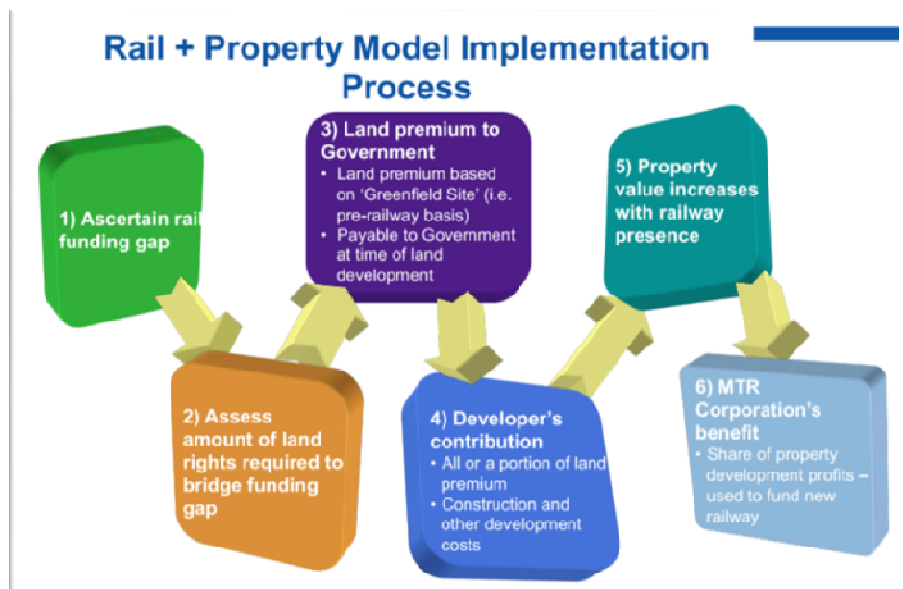 Rail + Property Model Implementation
Process
1) Ascertain rail
funding gap
2) Assess
amount of land
rights required to
bridge funding
gap
3) Land premium to
Government
• Land premium based
on ‘Greenfield Site’ (i.e.
pre-railway basis)
• Payable to Government
at time of land
development
4) Developer’s
contribution
• All or a portion of land
premium
• Construction and
other development
costs
5) Property
value increases
with railway
presence
6) MTR
Corporation’s
benefit
• Share of property
development profits –
used to fund new
railway